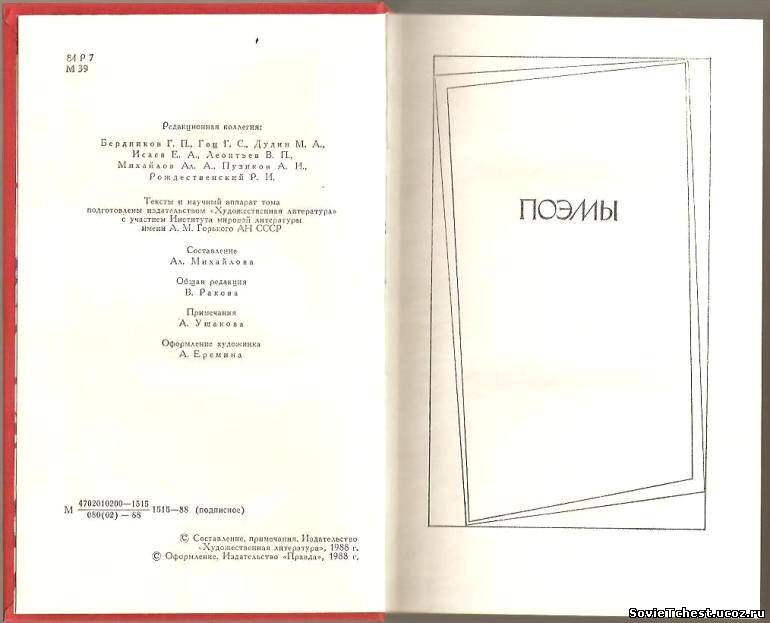 84 Р 7
М 39
Редакционная коллегия:
Бердников Г. П., Гоц Г. С., Дудин М. А.,
Исаев Е. А., Леонтьев В. П.,
Михайлов Ал. А., Пузиков А. И.,
Рождественский Р. И.
Тексты и научный аппарат тома
подготовлены издательством «Художественная литература»
с участием Института мировой литературы
имени А. М. Горького АН СССР
Составление
Ал. Михайлова
Общая редакция
В. Ракова
Примечания
А. Ушакова
Оформление художника
А. Еремина
М 4702010200—1515
080(02)—88 1515—88 (подписное)
© Составление, примечания. Издательство
«Художественная литература», 1988 г.
© Оформление, Издательство «Правда», 1988 г.
ПОЭМЫ
SovieTchest.ucoz.ru